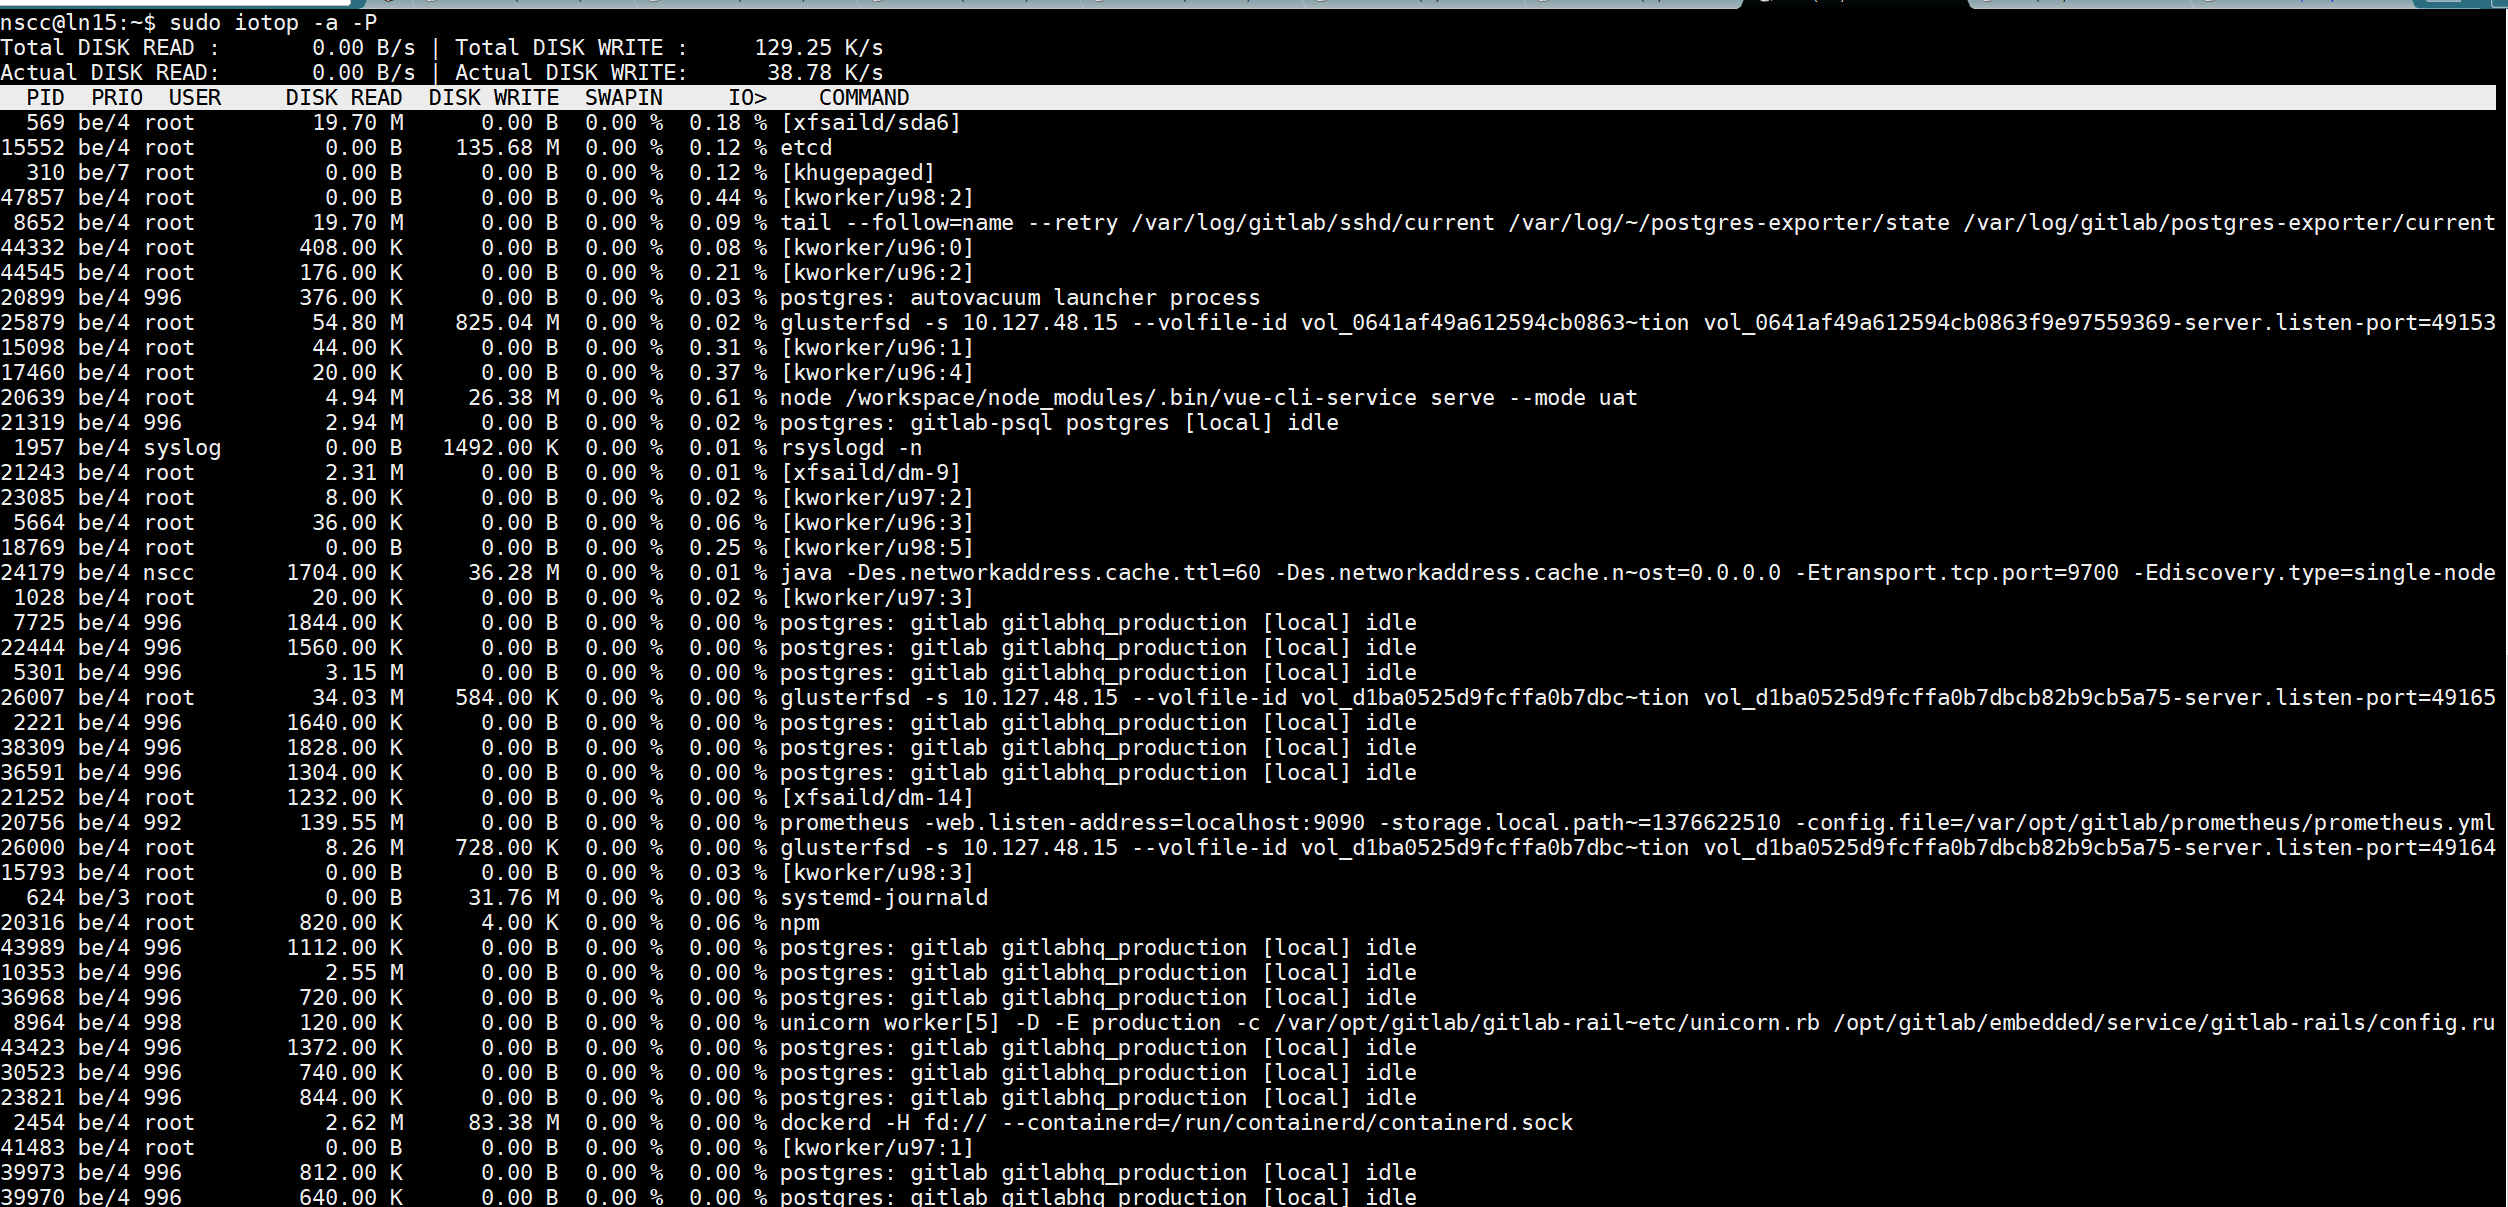 nscc@ln15:~$ sudo iotop -a -P
Total DISK READ :       0.00 B/s | Total DISK WRITE :     129.25 K/s
Actual DISK READ:       0.00 B/s | Actual DISK WRITE:      38.78 K/s
  PID  PRIO  USER     DISK READ  DISK WRITE  SWAPIN     IO>    COMMAND
  569 be/4 root         19.70 M      0.00 B  0.00 %  0.18 % [xfsaild/sda6]
15552 be/4 root          0.00 B    135.68 M  0.00 %  0.12 % etcd
  310 be/7 root          0.00 B      0.00 B  0.00 %  0.12 % [khugepaged]
47857 be/4 root          0.00 B      0.00 B  0.00 %  0.44 % [kworker/u98:2]
 8652 be/4 root         19.70 M      0.00 B  0.00 %  0.09 % tail --follow=name --retry /var/log/gitlab/sshd/current /var/log/~/postgres-exporter/state /var/log/gitlab/postgres-exporter/current
44332 be/4 root        408.00 K      0.00 B  0.00 %  0.08 % [kworker/u96:0]
44545 be/4 root        176.00 K      0.00 B  0.00 %  0.21 % [kworker/u96:2]
20899 be/4 996         376.00 K      0.00 B  0.00 %  0.03 % postgres: autovacuum launcher process
25879 be/4 root         54.80 M    825.04 M  0.00 %  0.02 % glusterfsd -s 10.127.48.15 --volfile-id vol_0641af49a612594cb0863~tion vol_0641af49a612594cb0863f9e97559369-server.listen-port=49153
15098 be/4 root         44.00 K      0.00 B  0.00 %  0.31 % [kworker/u96:1]
17460 be/4 root         20.00 K      0.00 B  0.00 %  0.37 % [kworker/u96:4]
20639 be/4 root          4.94 M     26.38 M  0.00 %  0.61 % node /workspace/node_modules/.bin/vue-cli-service serve --mode uat
21319 be/4 996           2.94 M      0.00 B  0.00 %  0.02 % postgres: gitlab-psql postgres [local] idle
 1957 be/4 syslog        0.00 B   1492.00 K  0.00 %  0.01 % rsyslogd -n
21243 be/4 root          2.31 M      0.00 B  0.00 %  0.01 % [xfsaild/dm-9]
23085 be/4 root          8.00 K      0.00 B  0.00 %  0.02 % [kworker/u97:2]
 5664 be/4 root         36.00 K      0.00 B  0.00 %  0.06 % [kworker/u96:3]
18769 be/4 root          0.00 B      0.00 B  0.00 %  0.25 % [kworker/u98:5]
24179 be/4 nscc       1704.00 K     36.28 M  0.00 %  0.01 % java -Des.networkaddress.cache.ttl=60 -Des.networkaddress.cache.n~ost=0.0.0.0 -Etransport.tcp.port=9700 -Ediscovery.type=single-node
 1028 be/4 root         20.00 K      0.00 B  0.00 %  0.02 % [kworker/u97:3]
 7725 be/4 996        1844.00 K      0.00 B  0.00 %  0.00 % postgres: gitlab gitlabhq_production [local] idle
22444 be/4 996        1560.00 K      0.00 B  0.00 %  0.00 % postgres: gitlab gitlabhq_production [local] idle
 5301 be/4 996           3.15 M      0.00 B  0.00 %  0.00 % postgres: gitlab gitlabhq_production [local] idle
26007 be/4 root         34.03 M    584.00 K  0.00 %  0.00 % glusterfsd -s 10.127.48.15 --volfile-id vol_d1ba0525d9fcffa0b7dbc~tion vol_d1ba0525d9fcffa0b7dbcb82b9cb5a75-server.listen-port=49165
 2221 be/4 996        1640.00 K      0.00 B  0.00 %  0.00 % postgres: gitlab gitlabhq_production [local] idle
38309 be/4 996        1828.00 K      0.00 B  0.00 %  0.00 % postgres: gitlab gitlabhq_production [local] idle
36591 be/4 996        1304.00 K      0.00 B  0.00 %  0.00 % postgres: gitlab gitlabhq_production [local] idle
21252 be/4 root       1232.00 K      0.00 B  0.00 %  0.00 % [xfsaild/dm-14]
20756 be/4 992         139.55 M      0.00 B  0.00 %  0.00 % prometheus -web.listen-address=localhost:9090 -storage.local.path~=1376622510 -config.file=/var/opt/gitlab/prometheus/prometheus.yml
26000 be/4 root          8.26 M    728.00 K  0.00 %  0.00 % glusterfsd -s 10.127.48.15 --volfile-id vol_d1ba0525d9fcffa0b7dbc~tion vol_d1ba0525d9fcffa0b7dbcb82b9cb5a75-server.listen-port=49164
15793 be/4 root          0.00 B      0.00 B  0.00 %  0.03 % [kworker/u98:3]
  624 be/3 root          0.00 B     31.76 M  0.00 %  0.00 % systemd-journald
20316 be/4 root        820.00 K      4.00 K  0.00 %  0.06 % npm
43989 be/4 996        1112.00 K      0.00 B  0.00 %  0.00 % postgres: gitlab gitlabhq_production [local] idle
10353 be/4 996           2.55 M      0.00 B  0.00 %  0.00 % postgres: gitlab gitlabhq_production [local] idle
36968 be/4 996         720.00 K      0.00 B  0.00 %  0.00 % postgres: gitlab gitlabhq_production [local] idle
 8964 be/4 998         120.00 K      0.00 B  0.00 %  0.00 % unicorn worker[5] -D -E production -c /var/opt/gitlab/gitlab-rail~etc/unicorn.rb /opt/gitlab/embedded/service/gitlab-rails/config.ru
43423 be/4 996        1372.00 K      0.00 B  0.00 %  0.00 % postgres: gitlab gitlabhq_production [local] idle
30523 be/4 996         740.00 K      0.00 B  0.00 %  0.00 % postgres: gitlab gitlabhq_production [local] idle
23821 be/4 996         844.00 K      0.00 B  0.00 %  0.00 % postgres: gitlab gitlabhq_production [local] idle
 2454 be/4 root          2.62 M     83.38 M  0.00 %  0.00 % dockerd -H fd:// --containerd=/run/containerd/containerd.sock
41483 be/4 root          0.00 B      0.00 B  0.00 %  0.00 % [kworker/u97:1]
39973 be/4 996         812.00 K      0.00 B  0.00 %  0.00 % postgres: gitlab gitlabhq_production [local] idle
39970 be/4 996         640.00 K      0.00 B  0.00 %  0.00 % postgres: gitlab gitlabhq production [local] idle